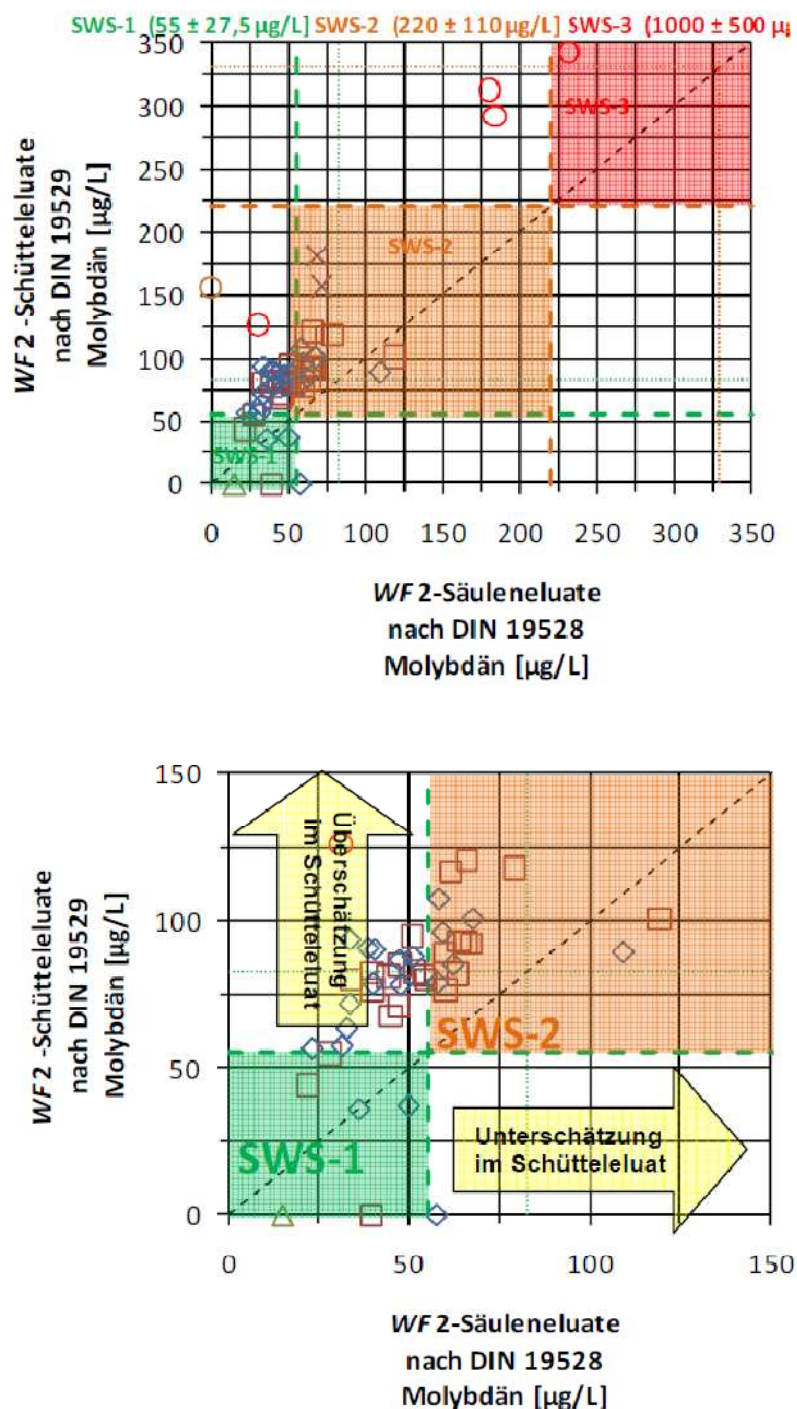 SWS-1 (55 ± 27,5 µg/L] SWS-2 (220 ± 110 µg/L) SWS-3 (1000 ± 500 µg
350
300
250
200
150
100
50
0
SWS-3
SWS-2
SWS-1
WF 2 -Schütteleluate
nach DIN 19529
Molybdän [µg/L]
0 50 100 150 200 250 300 350
WF 2-Säuleneluate
nach DIN 19528
Molybdän [µg/L]
150
100
50
0
WF 2 -Schütteleluate
nach DIN 19529
Molybdän [µg/L]
Überschätzung
im Schütteleluat
SWS-2
SWS-1
Unterschätzung
im Schütteleluat
0 50 100 150
WF 2-Säuleneluate
nach DIN 19528
Molybdän [µg/L]